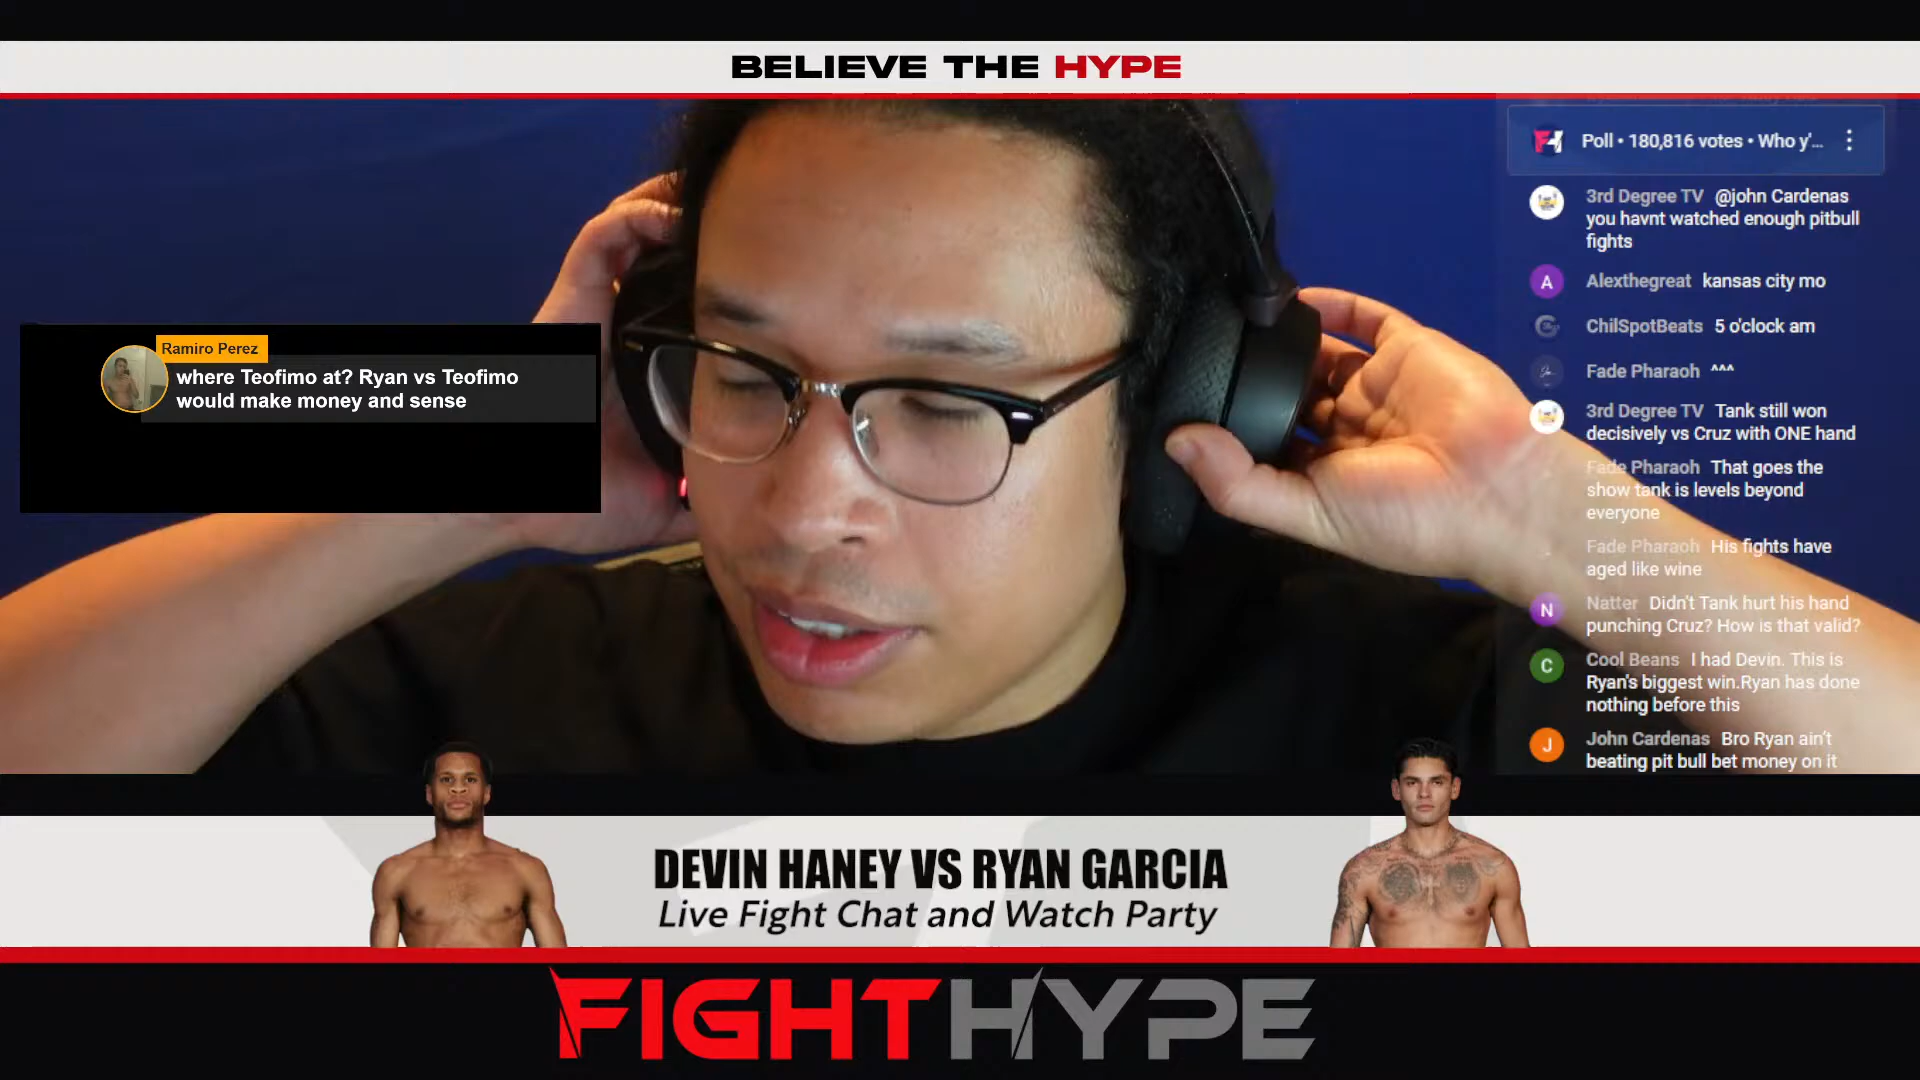 BELIEVE THE HYPE
Poll • 180,816 votes • Who y'...
3rd Degree TV @john Cardenas
you havnt watched enough pitbull
fights
A
Alexthegreat kansas city mo
ChilSpotBeats 5 o'clock am
Fade Pharaoh ^^^
3rd Degree TV Tank still won
decisively vs Cruz with ONE hand
Fade Pharaoh That goes the
show tank is levels beyond
everyone
Fade Pharaoh His fights have
aged like wine
N
Natter Didn't Tank hurt his hand
punching Cruz? How is that valid?
C
Cool Beans I had Devin. This is
Ryan's biggest win.Ryan has done
nothing before this
J
John Cardenas Bro Ryan ain't
beating pit bull bet money on it
Ramiro Perez
where Teofimo at? Ryan vs Teofimo
would make money and sense
DEVIN HANEY VS RYAN GARCIA
Live Fight Chat and Watch Party
FIGHTHYPE